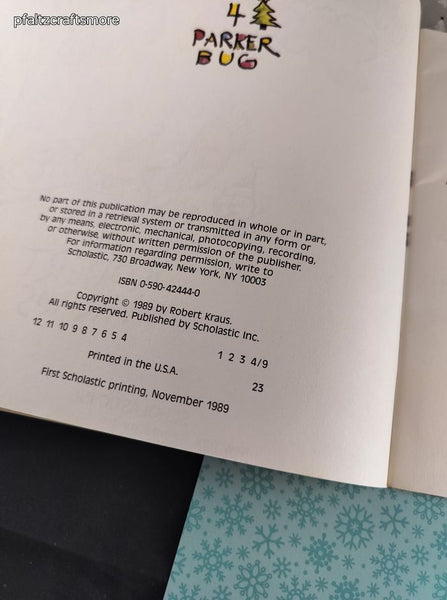 pfaltzcraftsmore
4
PARKER
BUG
No part of this publication may be reproduced in whole or in part,
or stored in a retrieval system or transmitted in any form or
by any means, electronic, mechanical, photocopying, recording,
or otherwise without written permission of the publisher.
For information regarding permission, write to
Scholastic, 730 Broadway, New York, NY 10003
ISBN 0-590-42444-0
Copyright © 1989 by Robert Kraus.
All rights reserved. Published by Scholastic Inc.
12 11 10 9 8 7 6 5 4 1 2 3 4/9
Printed in the U.S.A. 23
First Scholastic printing, November 1989